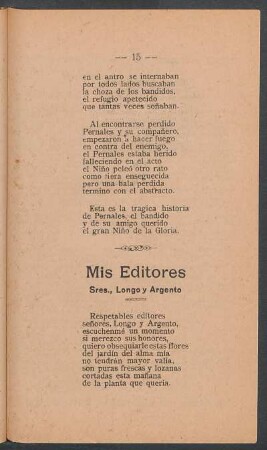 — 15 —
en el antro se internaban
por todos lados buscaban
la choza de los bandidos,
el refugio apetecido
que tantas veces señaban.
Al encontrarse perdido
Pernales y su compañero,
empezaron a hacer fuego
en contra del enemigo,
el Pernales estaba herido
falleciendo en el acto
el Niño peleó otro rato
como fiera enseguecida
pero una bala perdida
termino con el abstracto.
Esta es la tragica historia
de Pernales, el bandido
y de su amigo querido
el gran Niño de la Gloria.
Mis Editores
Sres., Longo y Argento
Respetables editores
señores, Longo y Argento,
escuchenme un momento
si merezco sus honores,
quiero obsequiarle estas flores
del jardin del alma mía
no tendrán mayor valía,
son puras frescas y lozanas
cortadas esta mañana
de la planta que quería.